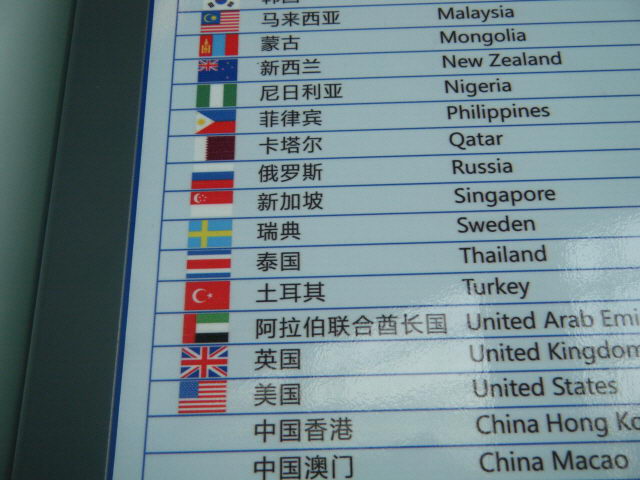 马来西亚 Malaysia
蒙古 Mongolia
新西兰 New Zealand
尼日利亚 Nigeria
菲律宾 Philippines
卡塔尔 Qatar
俄罗斯 Russia
新加坡 Singapore
瑞典 Sweden
泰国 Thailand
土耳其 Turkey
阿拉伯联合酋长国 United Arab Emi
英国 United Kingdom
美国 United States
中国香港 China Hong Ko
中国澳门 China Macao